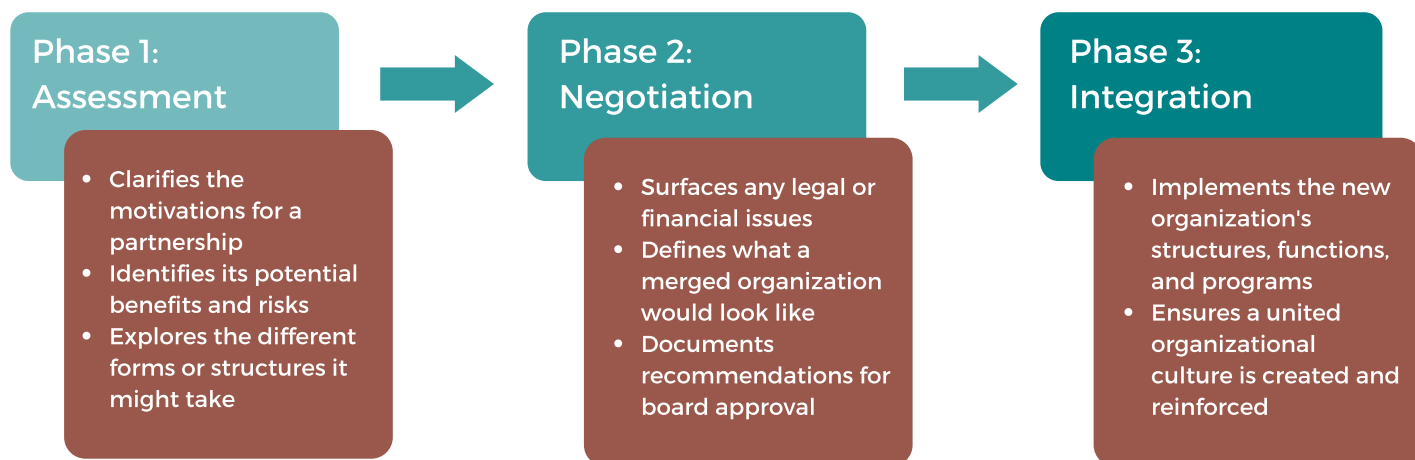 Phase 1:
Assessment
• Clarifies the
motivations for a
partnership
• Identifies its potential
benefits and risks
• Explores the different
forms or structures it
might take
Phase 2:
Negotiation
• Surfaces any legal or
financial issues
• Defines what a
merged organization
would look like
• Documents
recommendations for
board approval
Phase 3:
Integration
• Implements the new
organization's
structures, functions,
and programs
• Ensures a united
organizational
culture is created and
reinforced